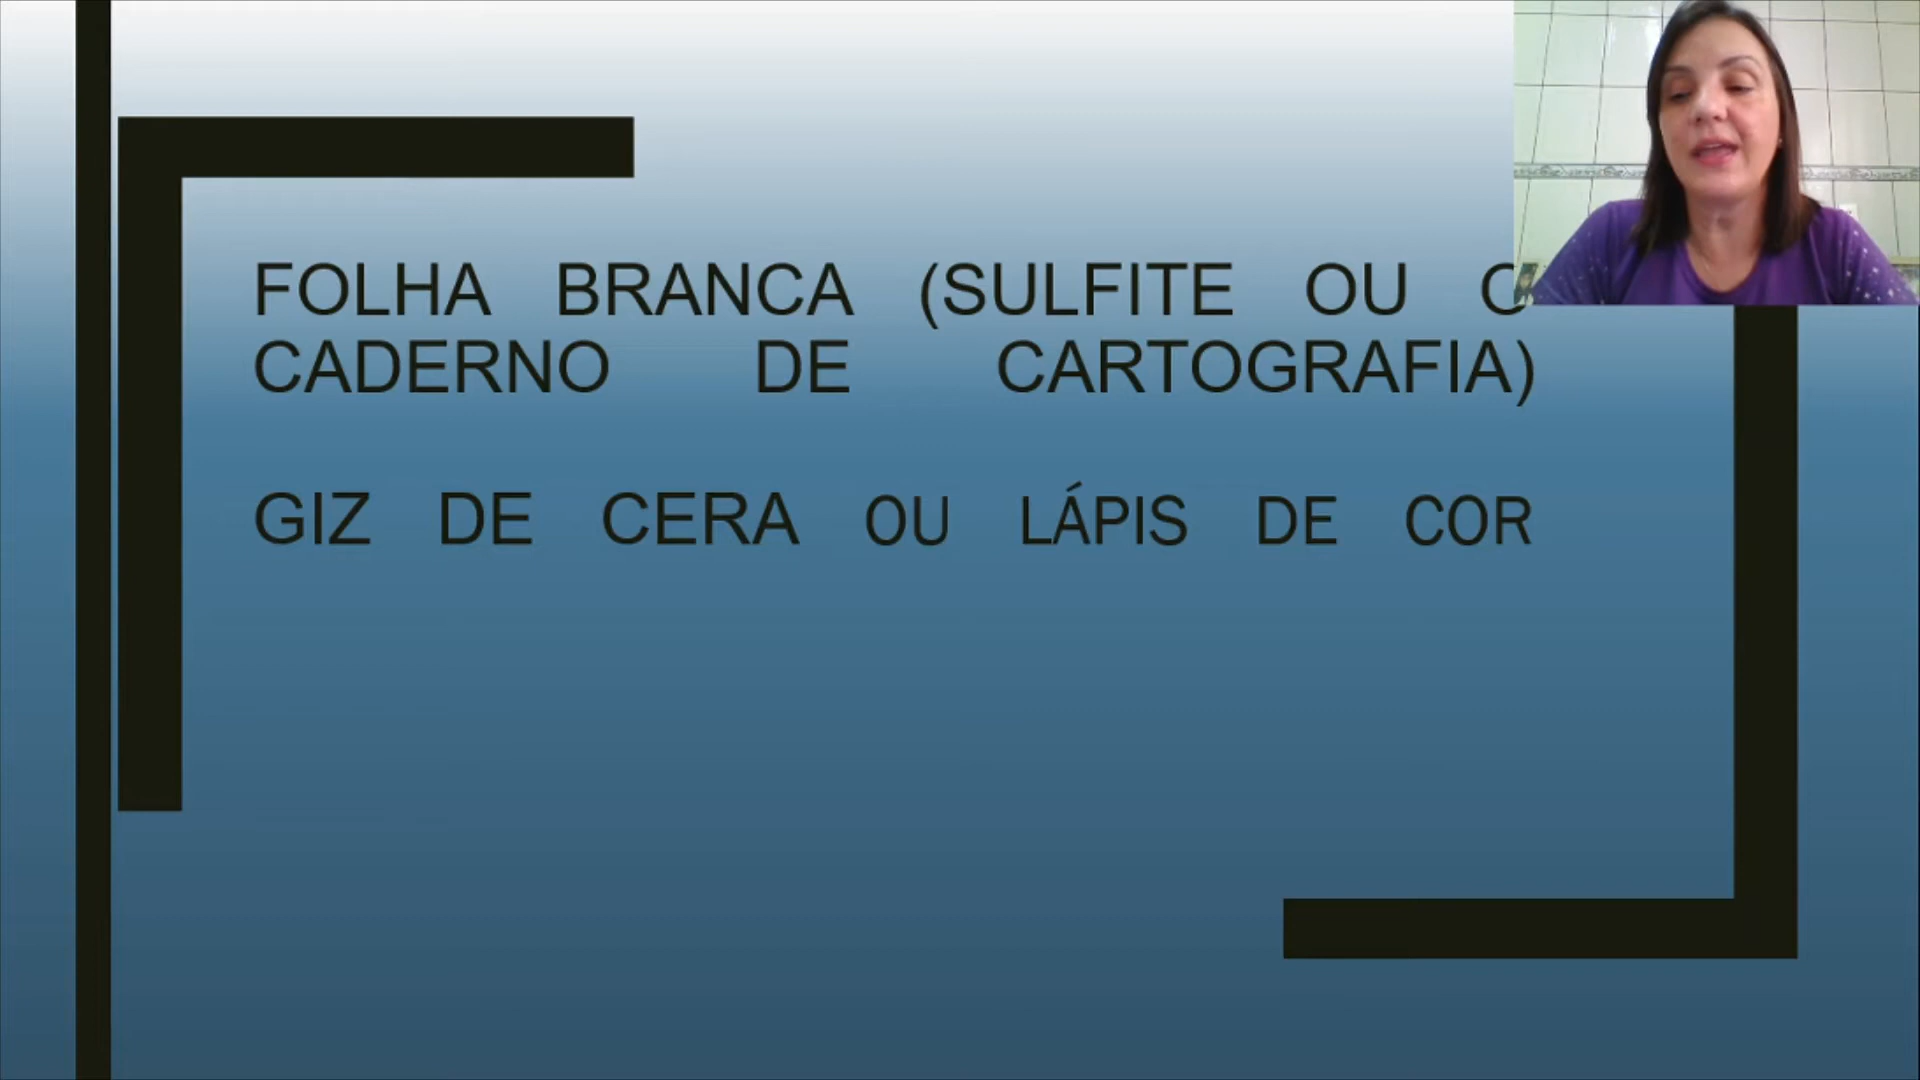 FOLHA BRANCA (SULFITE OU O
CADERNO DE CARTOGRAFIA)
GIZ DE CERA OU LÁPIS DE COR